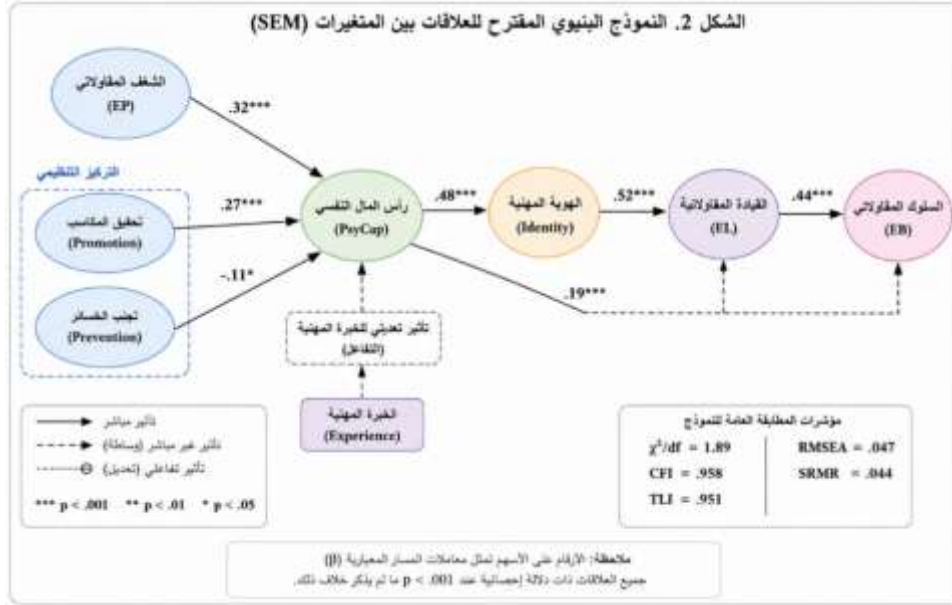 الشكل 2. النموذج البنيوي المقترح للعلاقات بين المتغيرات (SEM)
الشغف المقاولاتي
(EP)
.32***
التركيز التنظيمي
تحقيق المكاسب
(Promotion)
.27***
رأس المال النفسي
(PsyCap)
.48***
الهوية المهنية
(Identity)
.52***
القيادة المقاولاتية
(EL)
.44***
السلوك المقاولاتي
(EB)
-.11*
.19***
تجنب الخسائر
(Prevention)
تأثير تعديلي للخبرة المهنية
(التفاعل)
الخبرة المهنية
(Experience)
تأثير مباشر
تأثير غير مباشر (وساطة)
تأثير تفاعلي (تعديل)
*** p < .001 ** p < .01 * p < .05
مؤشرات المطابقة العامة للنموذج
χ²/df = 1.89 RMSEA = .047
CFI = .958 SRMR = .044
TLI = .951
ملاحظة: الأرقام على الأسهم تمثل معاملات المسار المعيارية (β)
جميع العلاقات ذات دلالة إحصائية عند p < .001 ما لم يذكر خلاف ذلك.